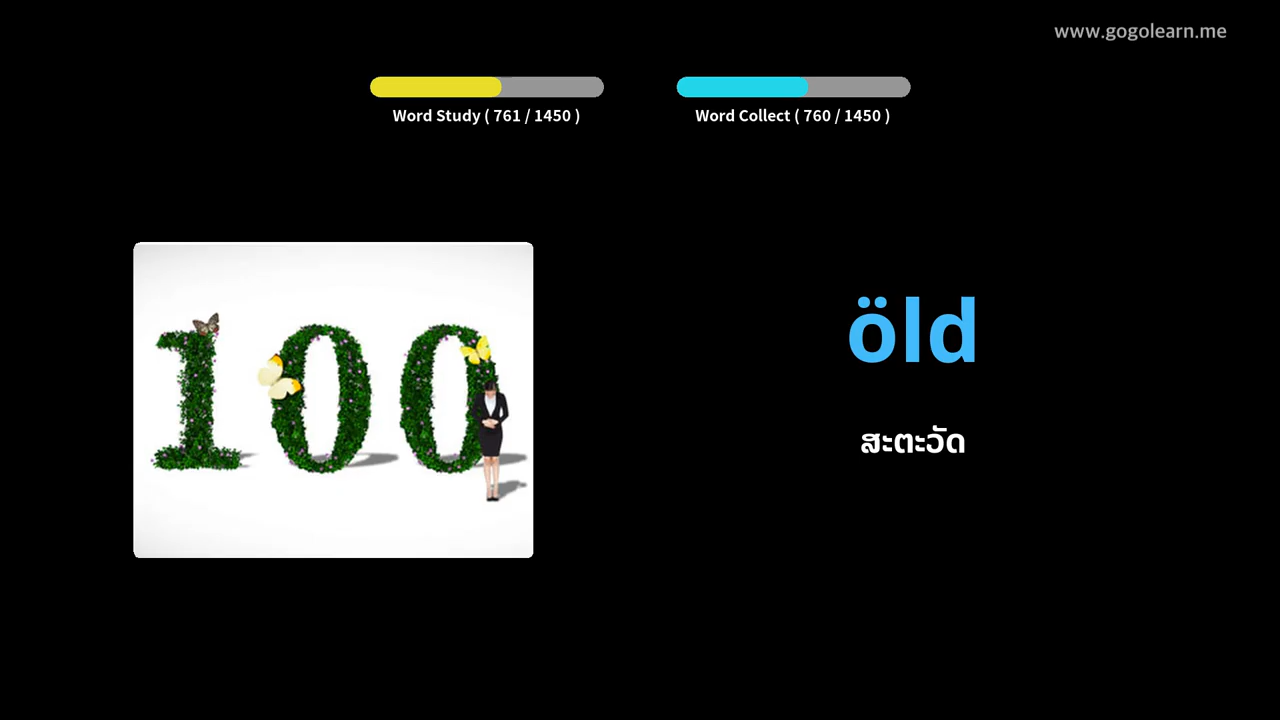 www.gogolearn.me
Word Study ( 761 / 1450 )
Word Collect ( 760 / 1450 )
100
öld
ສະຕະວັດ